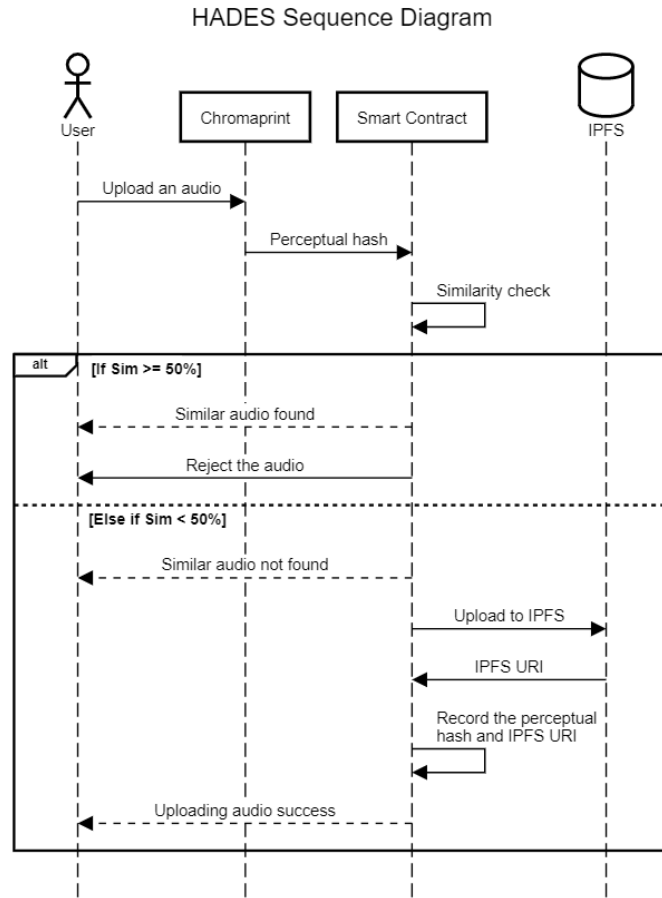 HADES Sequence Diagram
User
Chromaprint
Smart Contract
IPFS
Upload an audio
Perceptual hash
Similarity check
alt
[If Sim >= 50%]
Similar audio found
Reject the audio
[Else if Sim < 50%]
Similar audio not found
Upload to IPFS
IPFS URI
Record the perceptual
hash and IPFS URI
Uploading audio success